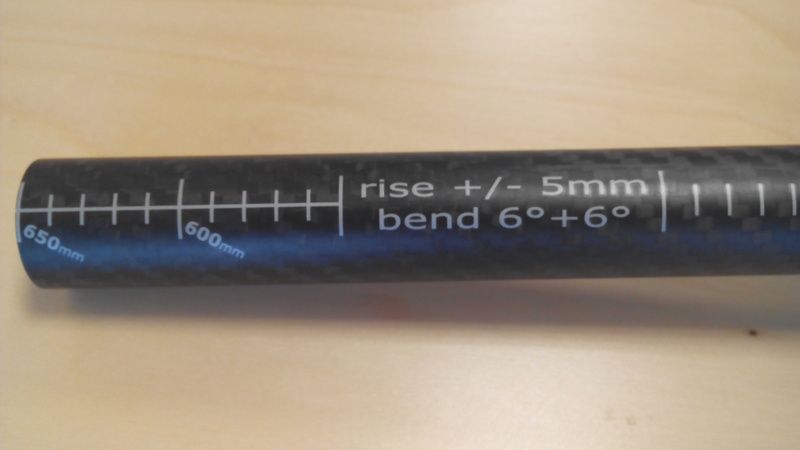 rise +/- 5mm
bend 6°+6°
650mm
600mm